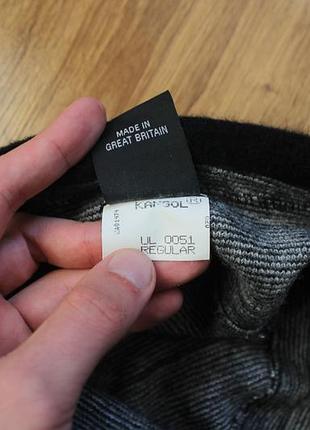 MADE IN
GREAT BRITAIN
KANGOL
UL 0051
REGULAR